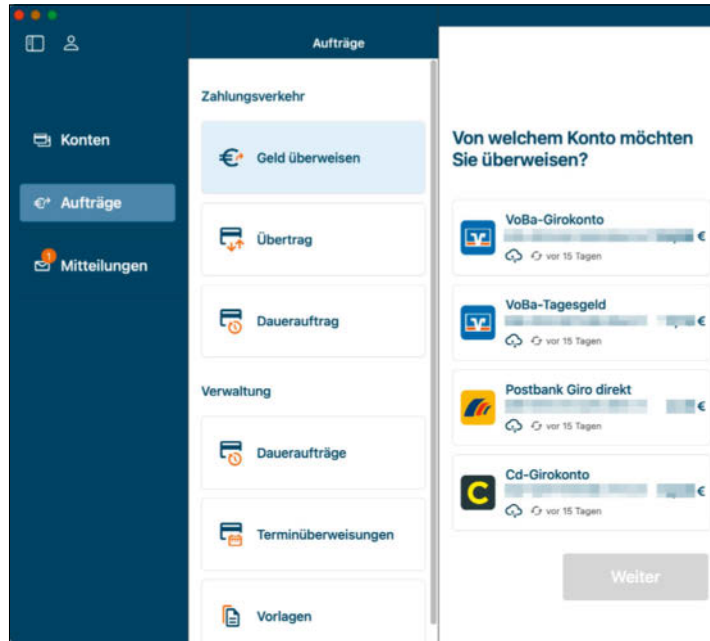 Aufträge
Konten
Aufträge
1
Mitteilungen
Zahlungsverkehr
Geld überweisen
Übertrag
Dauerauftrag
Verwaltung
Daueraufträge
Terminüberweisungen
Vorlagen
Von welchem Konto möchten
Sie überweisen?
VoBa-Girokonto
€
vor 15 Tagen
VoBa-Tagesgeld
€
vor 15 Tagen
Postbank Giro direkt
€
vor 15 Tagen
C
Cd-Girokonto
€
vor 15 Tagen
Weiter